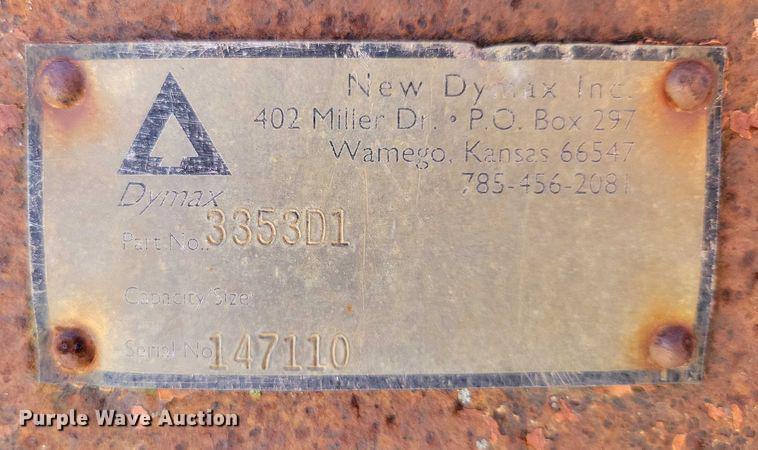 New Dymax Inc.
402 Miller Dr. • P.O. Box 297
Wamego, Kansas 66547
785-456-2081
Dymax
Part No.: 3353D1
Capacity/Size:
Serial No. 147110
Purple Wave Auction